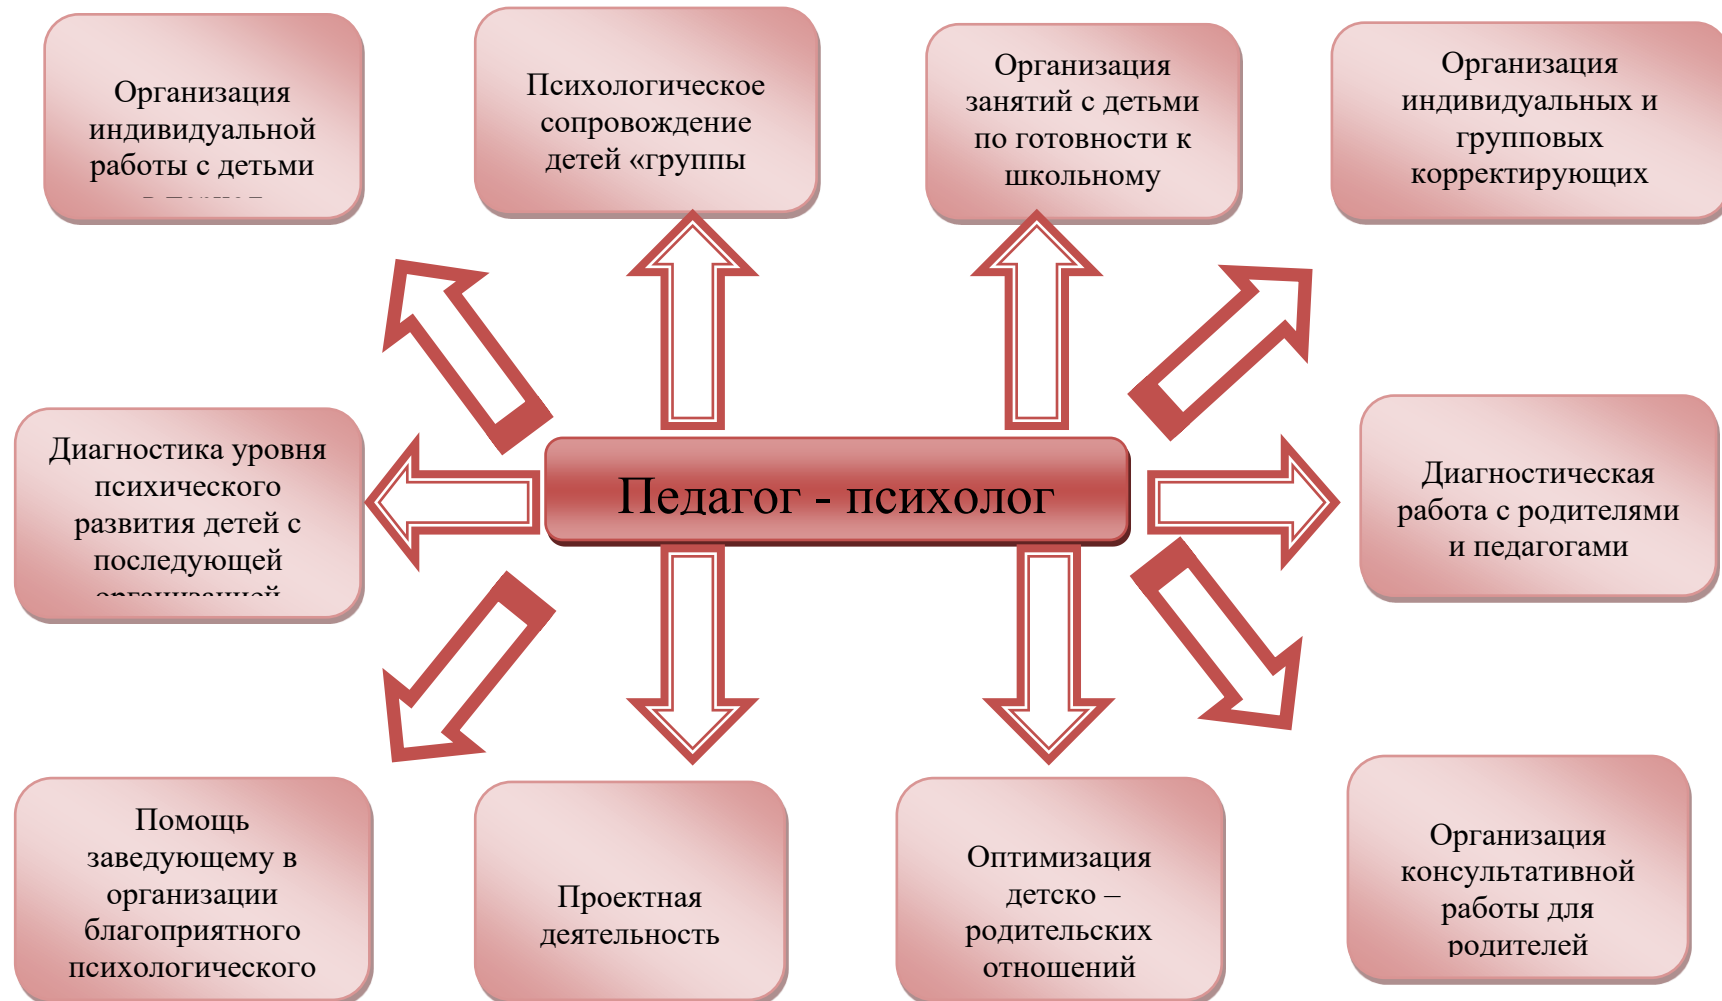 Организация
индивидуальной
работы с детьми
Психологическое
сопровождение
детей «группы
Организация
занятий с детьми
по готовности к
школьному
Организация
индивидуальных и
групповых
корректирующих
Диагностика уровня
психического
развития детей с
последующей
организацией
Педагог - психолог
Диагностическая
работа с родителями
и педагогами
Помощь
заведующему в
организации
благоприятного
психологического
Проектная
деятельность
Оптимизация
детско –
родительских
отношений
Организация
консультативной
работы для
родителей